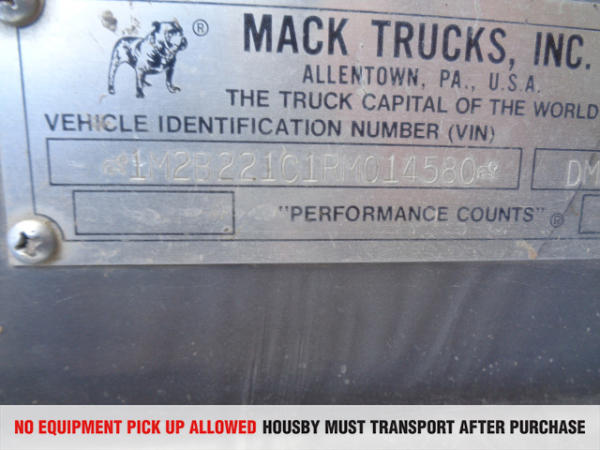 ®
MACK TRUCKS, INC.
ALLENTOWN, PA., U.S.A.
THE TRUCK CAPITAL OF THE WORLD
VEHICLE IDENTIFICATION NUMBER (VIN)
1M2B221C1RM014580 DM
"PERFORMANCE COUNTS"®
NO EQUIPMENT PICK UP ALLOWED HOUSBY MUST TRANSPORT AFTER PURCHASE